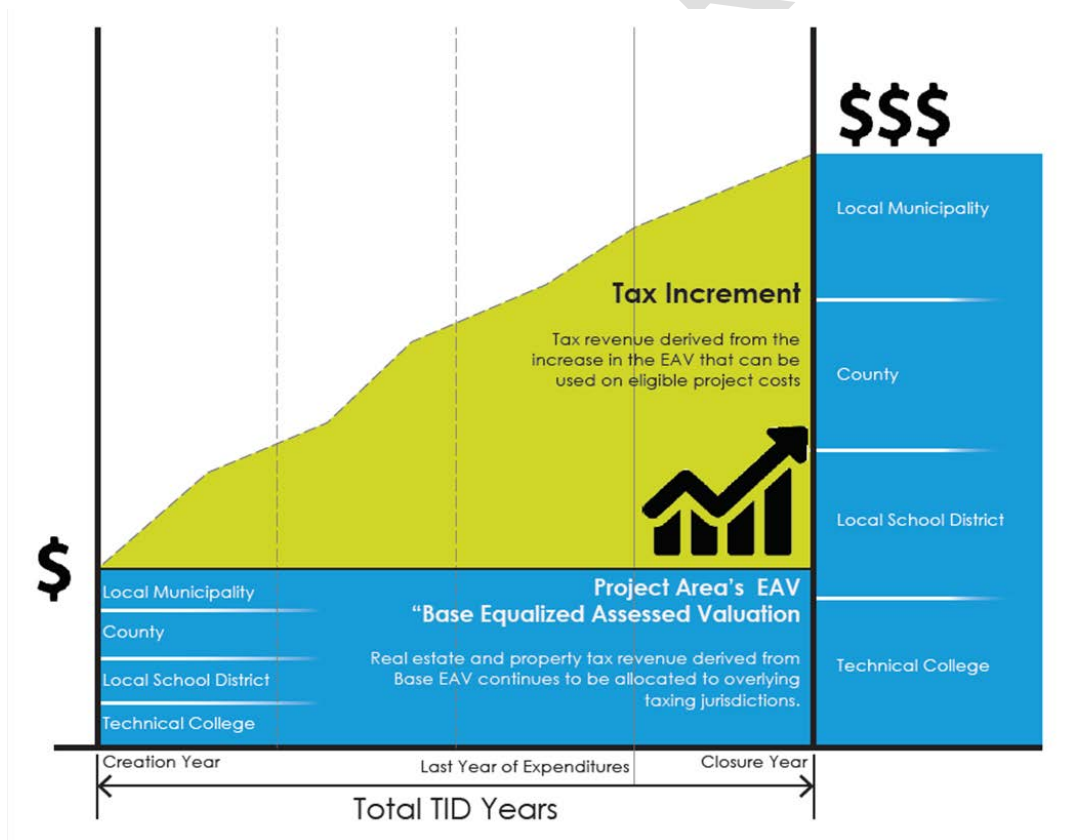 $$$
Local Municipality
Tax Increment
Tax revenue derived from the
increase in the EAV that can be
used on eligible project costs
County
Local School District
$
Local Municipality
County
Local School District
Technical College
Project Area's  EAV
“Base Equalized Assessed Valuation
Real estate and property tax revenue derived from
Base EAV continues to be allocated to overlying
taxing jurisdictions.
Technical College
Creation Year
Last Year of Expenditures
Closure Year
Total TID Years